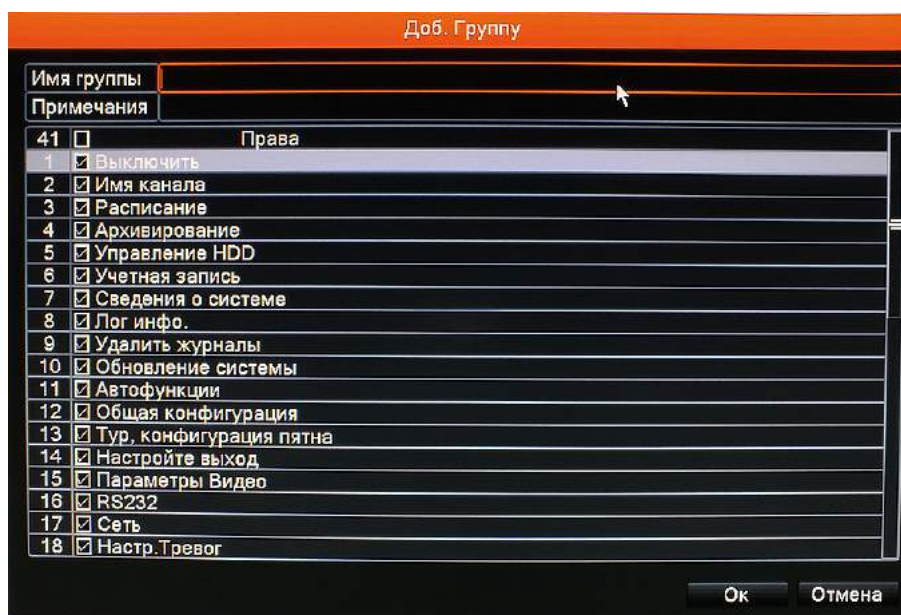 Доб. Группу
Имя группы
Примечания
41 Права
1 Выключить
2 Имя канала
3 Расписание
4 Архивирование
5 Управление HDD
6 Учетная запись
7 Сведения о системе
8 Лог инфо.
9 Удалить журналы
10 Обновление системы
11 Автофункции
12 Общая конфигурация
13 Тур, конфигурация пятна
14 Настройте выход
15 Параметры Видео
16 RS232
17 Сеть
18 Настр.Тревог
Ок Отмена